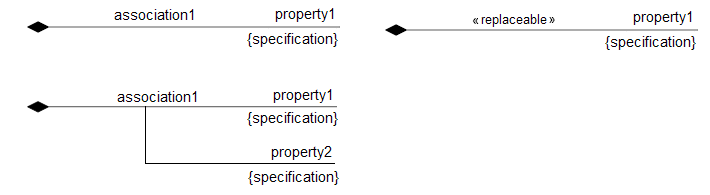 association1 property1
{specification}
«replaceable» property1
{specification}
association1 property1
{specification}
property2
{specification}